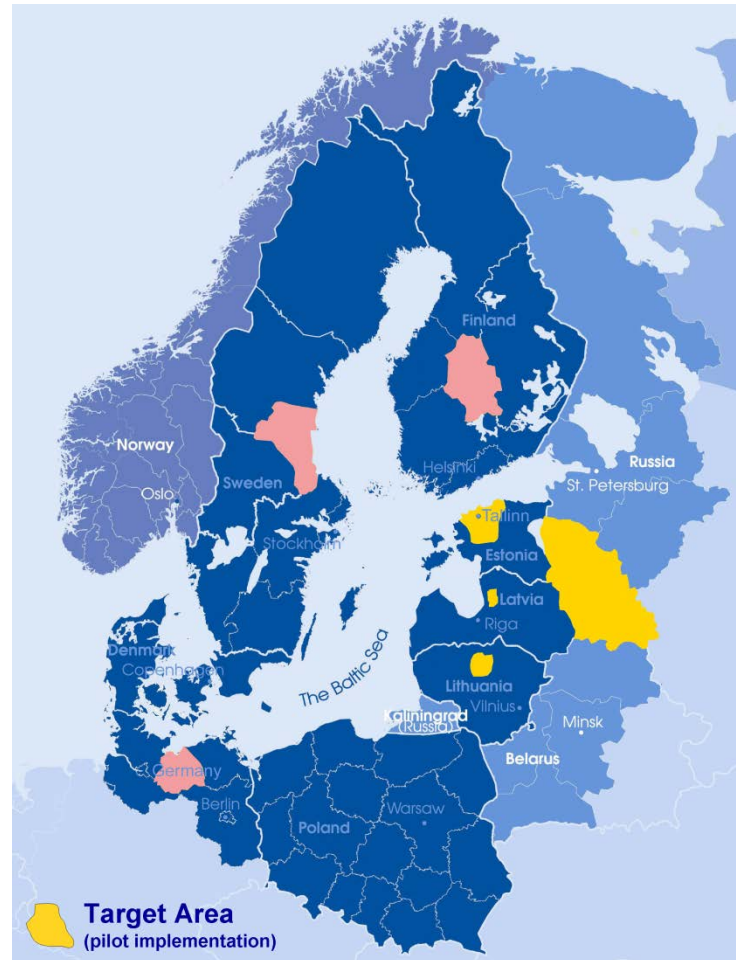 Finland
Norway
Oslo
Sweden
Helsinki
Russia
St. Petersburg
Stockholm
Tallinn
Estonia
Latvia
Riga
Denmark
Copenhagen
The Baltic Sea
Lithuania
Vilnius
Kaliningrad
(Russia)
Minsk
Belarus
Germany
Berlin
Warsaw
Poland
Target Area
(pilot implementation)